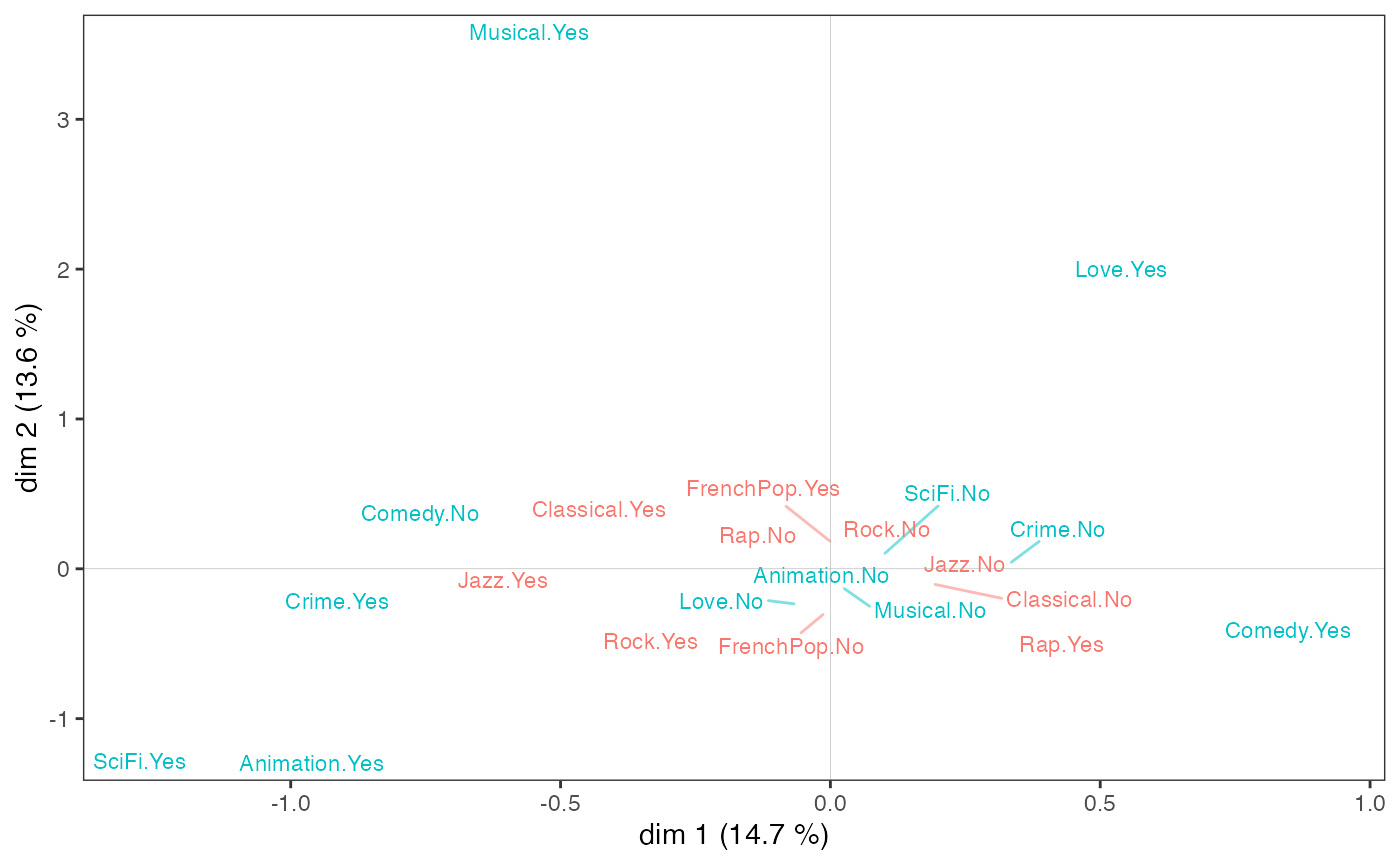 Musical.Yes
3
Love.Yes
2
dim 2 (13.6 %)
1
FrenchPop.Yes
SciFi.No
Classical.Yes
Comedy.No
Rock.No
Crime.No
Rap.No
Jazz.No
0
Animation.No
Jazz.Yes
Crime.Yes
Love.No
Classical.No
Musical.No
Comedy.Yes
Rock.Yes
FrenchPop.No
Rap.Yes
-1
SciFi.Yes
Animation.Yes
-1.0
-0.5
0.0
0.5
1.0
dim 1 (14.7 %)